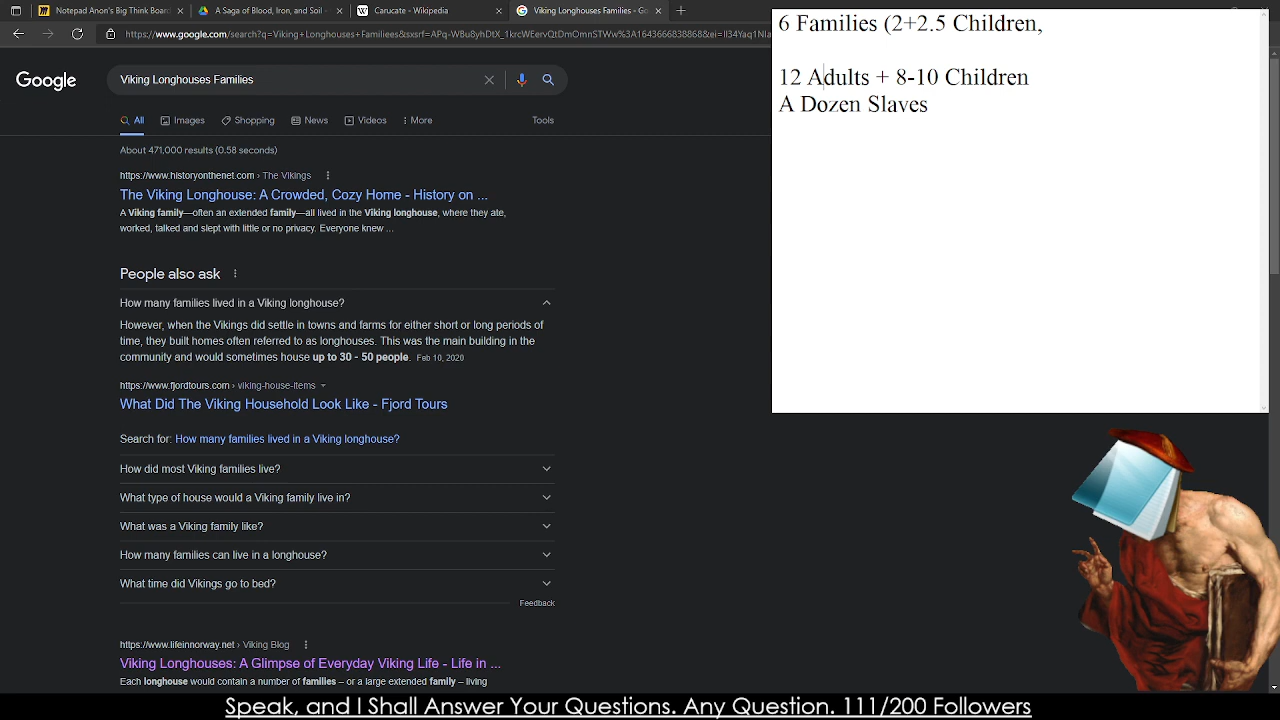 Notepad Anon's Big Think Board
A Saga of Blood, Iron, and Soil -
Carucate - Wikipedia
Viking Longhouses Families - Go
Google
Viking Longhouses Families
All
Images
Shopping
News
Videos
More
Tools
About 471,000 results (0.58 seconds)
https://www.historyonthenet.com › The Vikings
The Viking Longhouse: A Crowded, Cozy Home - History on ...
A Viking family—often an extended family—all lived in the Viking longhouse, where they ate,
worked, talked and slept with little or no privacy. Everyone knew ...
People also ask
How many families lived in a Viking longhouse?
However, when the Vikings did settle in towns and farms for either short or long periods of
time, they built homes often referred to as longhouses. This was the main building in the
community and would sometimes house up to 30 - 50 people. Feb 10, 2020
https://www.fjordtours.com › viking-house-items
What Did The Viking Household Look Like - Fjord Tours
Search for: How many families lived in a Viking longhouse?
How did most Viking families live?
What type of house would a Viking family live in?
What was a Viking family like?
How many families can live in a longhouse?
What time did Vikings go to bed?
Feedback
https://www.lifeinnorway.net › Viking Blog
Viking Longhouses: A Glimpse of Everyday Viking Life - Life in ...
Each longhouse would contain a number of families – or a large extended family – living
6 Families (2+2.5 Children,
12 Adults + 8-10 Children
A Dozen Slaves
Speak, and I Shall Answer Your Questions. Any Question. 111/200 Followers